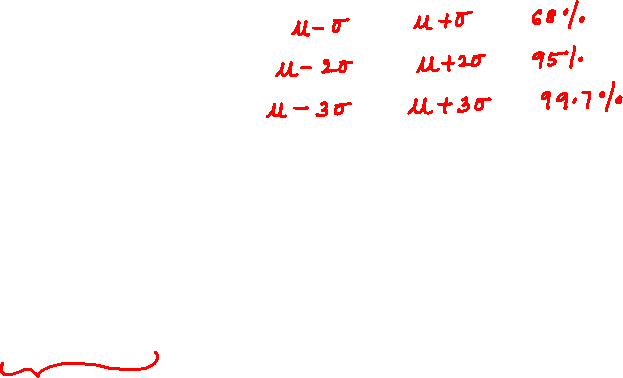 μ-σ μ+σ 68%
μ-2σ μ+2σ 95%
μ-3σ μ+3σ 99.7%